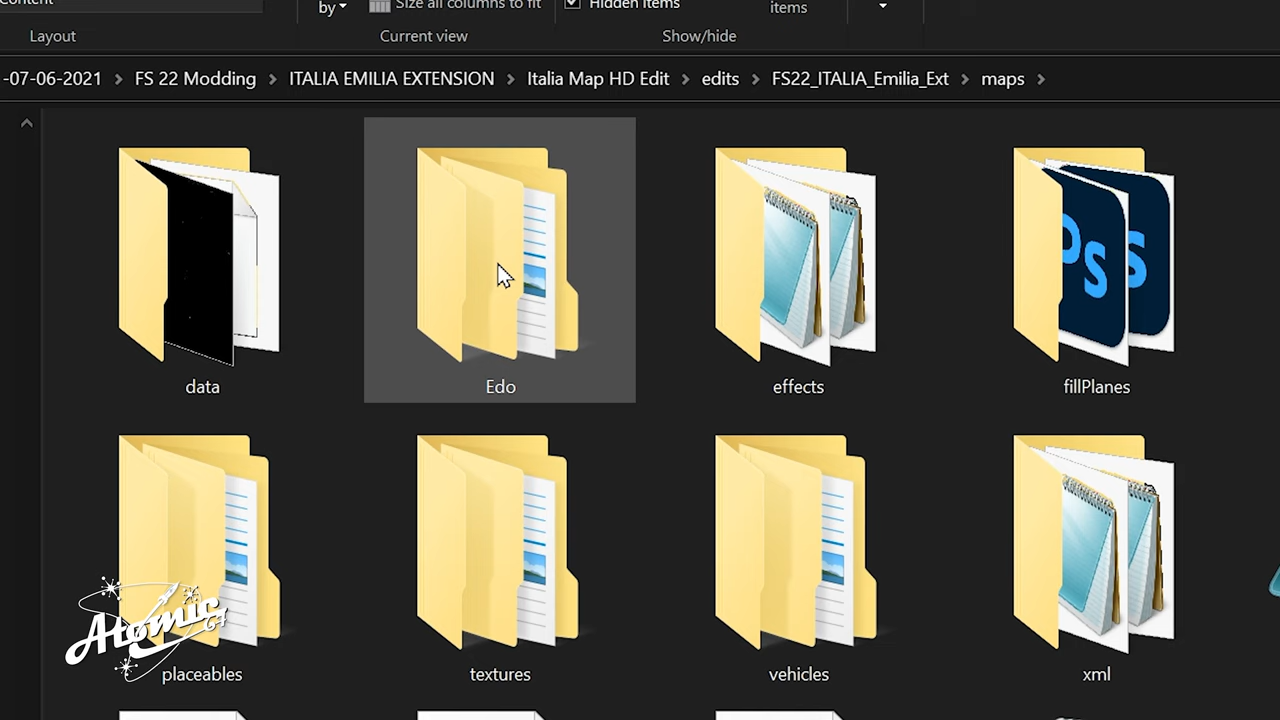 Content
by
Size all columns to fit
Hidden items
items
Layout
Current view
Show/hide
-07-06-2021 > FS 22 Modding > ITALIA EMILIA EXTENSION > Italia Map HD Edit > edits > FS22_ITALIA_Emilia_Ext > maps >
Ps
s
data
Edo
effects
fillPlanes
Atomic
67
placeables
textures
vehicles
xml